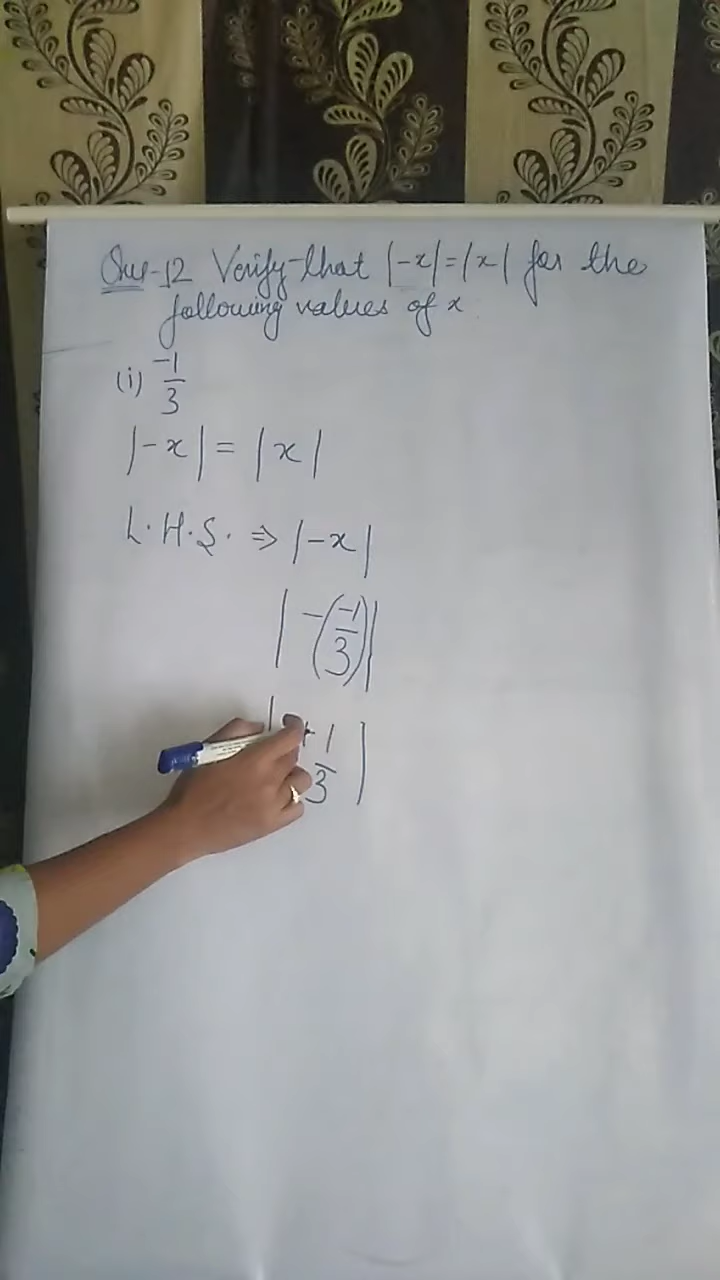 Que-12 Verify that |-x|=|x| for the
following values of x
(i) -1/3
|-x| = |x|
L.H.S. ⇒ |-x|
|-(-1/3)|
|+1/3|